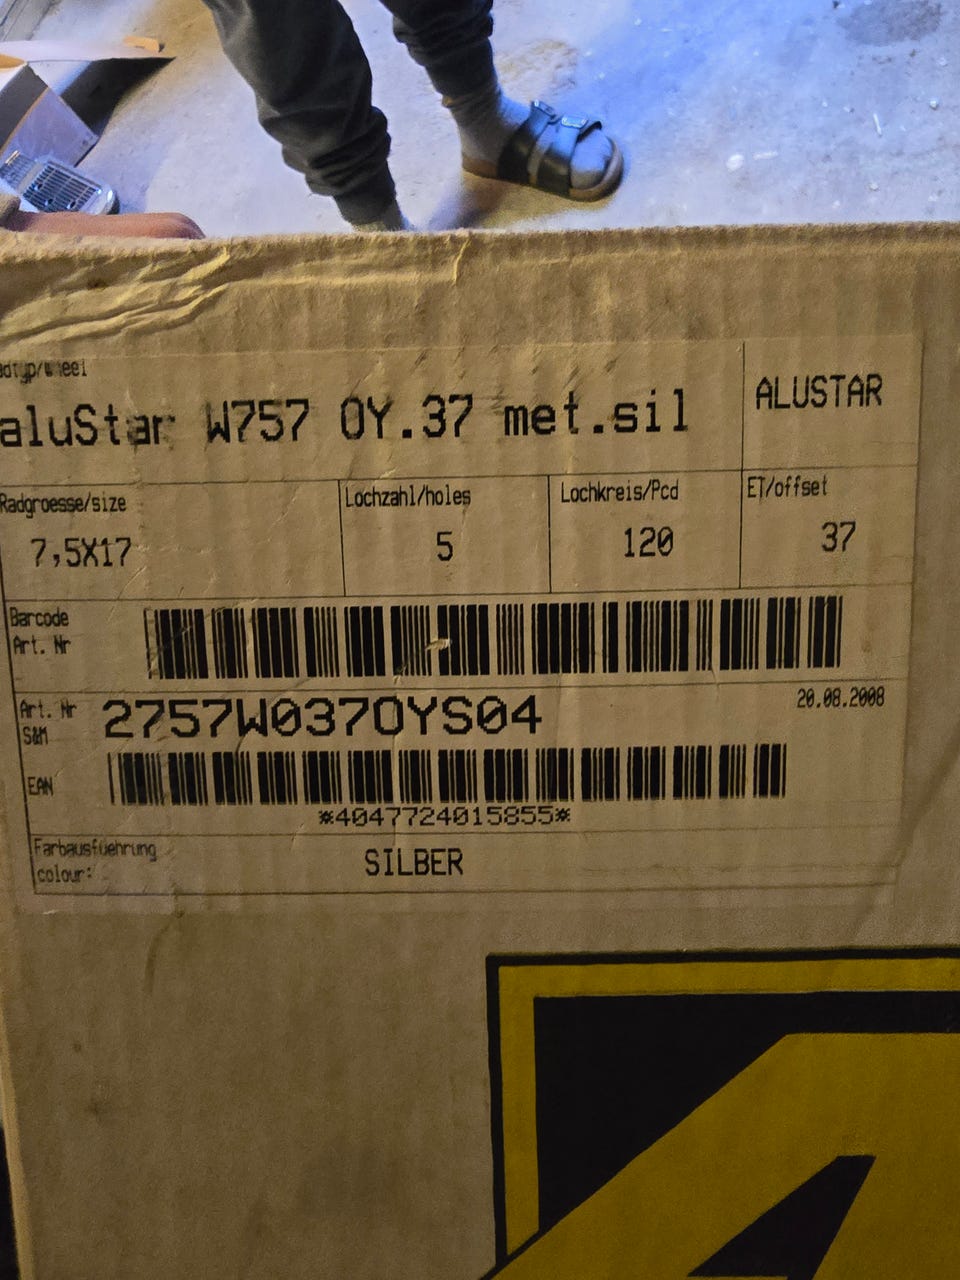 aluStar W757 OY.37 met.sil
ALUSTAR
Radgroesse/size
7,5X17
Lochzahl/holes
5
Lochkreis/Pcd
120
ET/offset
37
Barcode
Art. Nr
Art. Nr
S&M
2757W037OYS04
20.08.2008
EAN
*4047724015855*
Farbausfuehrung
colour:
SILBER